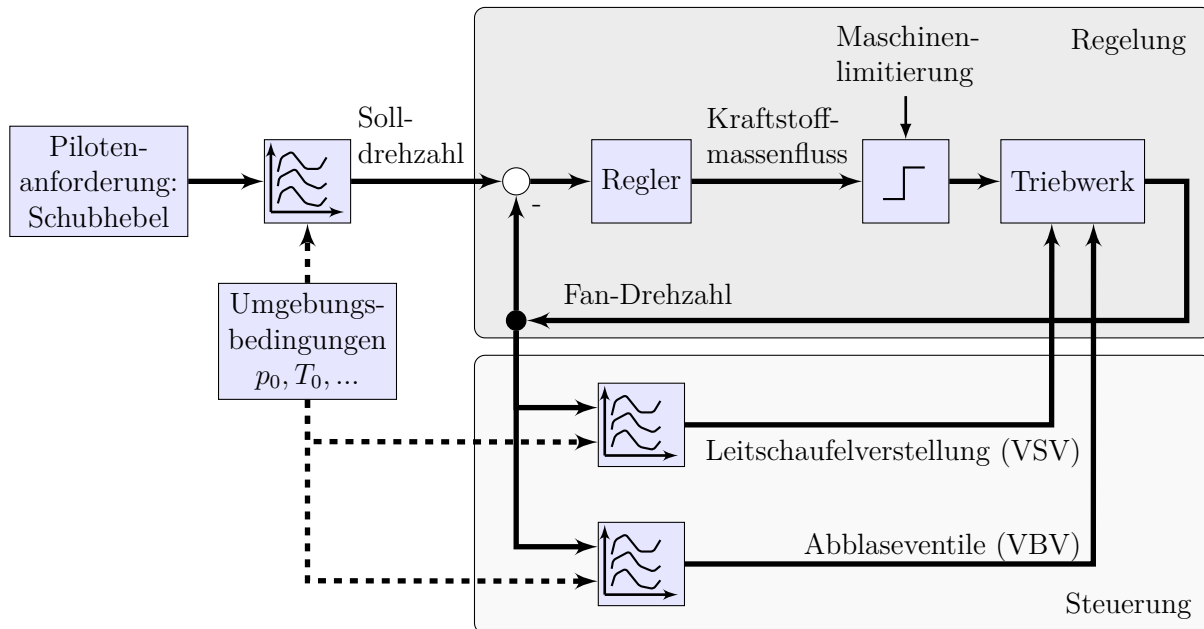 Regelung
Maschinen-
limitierung
Soll-
drehzahl
Kraftstoff-
massenfluss
Piloten-
anforderung:
Schubhebel
Regler
Triebwerk
-
Fan-Drehzahl
Umgebungs-
bedingungen
p₀, T₀, ...
Leitschaufelverstellung (VSV)
Abblaseventile (VBV)
Steuerung